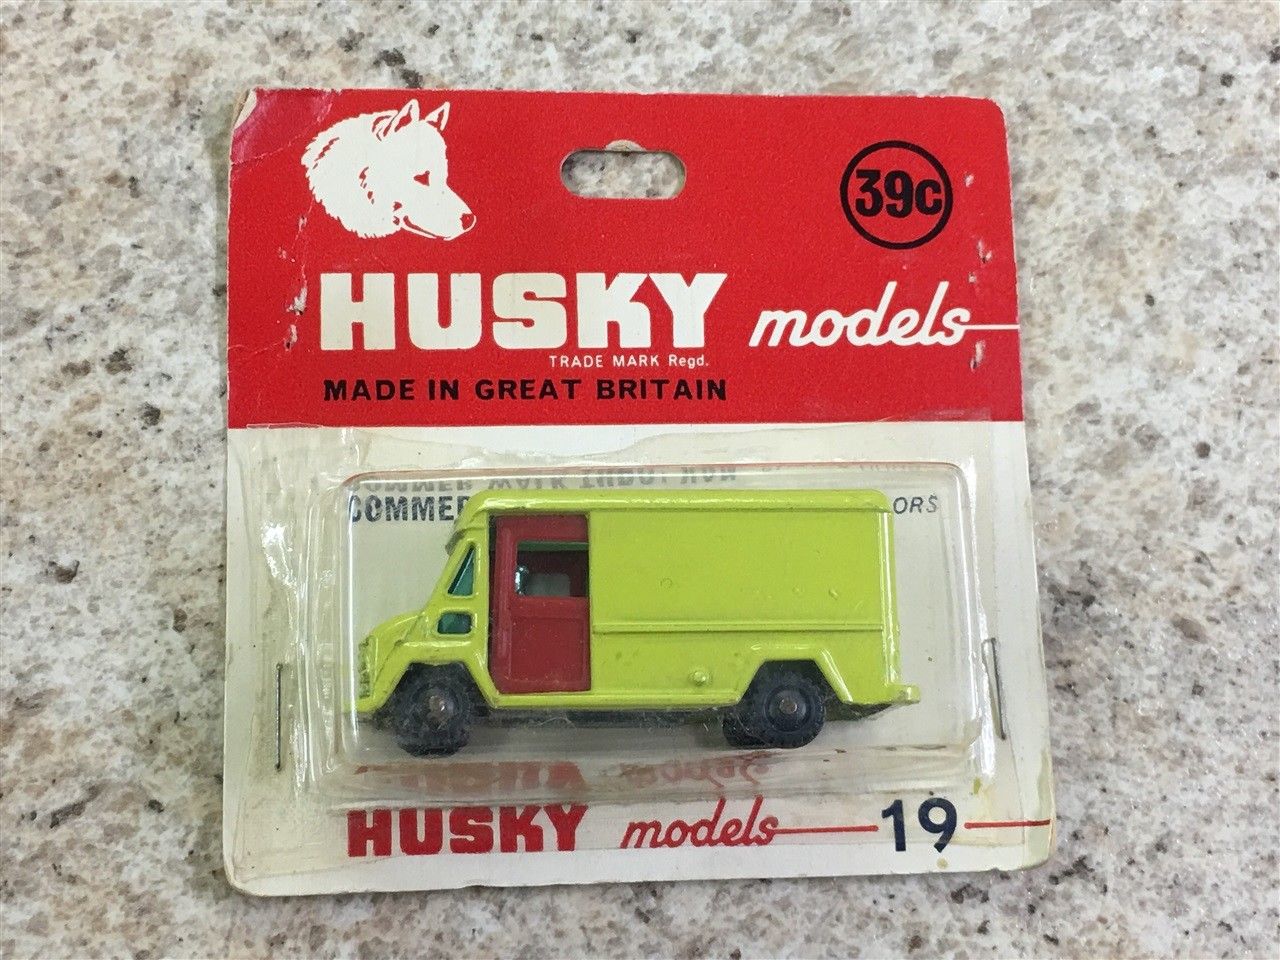 39c
HUSKY models
TRADE MARK Regd.
MADE IN GREAT BRITAIN
COMMER
ORS
HUSKY models 19